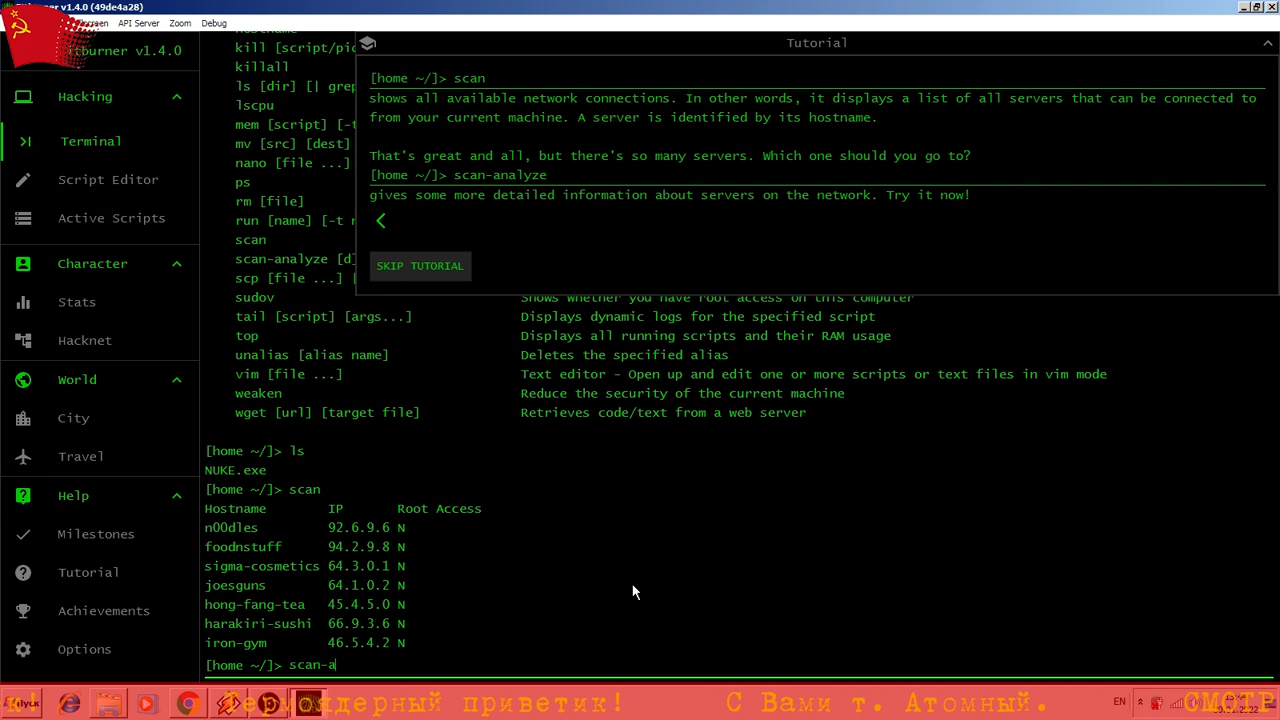 v1.4.0 (49de4a28)
API Server Zoom Debug
burner v1.4.0
Hacking
Terminal
Script Editor
Active Scripts
Character
Stats
Hacknet
World
City
Travel
Help
Milestones
Tutorial
Achievements
Options
kill [script/pid
killall
ls [dir] [| grep
lscpu
mem [script] [-t
mv [src] [dest]
nano [file ...]
ps
rm [file]
run [name] [-t n
scan
scan-analyze [d]
scp [file ...] [
sudov Shows whether you have root access on this computer
tail [script] [args...] Displays dynamic logs for the specified script
top Displays all running scripts and their RAM usage
unalias [alias name] Deletes the specified alias
vim [file ...] Text editor - Open up and edit one or more scripts or text files in vim mode
weaken Reduce the security of the current machine
wget [url] [target file] Retrieves code/text from a web server
Tutorial
[home ~/]> scan
shows all available network connections. In other words, it displays a list of all servers that can be connected to
from your current machine. A server is identified by its hostname.
That's great and all, but there's so many servers. Which one should you go to?
[home ~/]> scan-analyze
gives some more detailed information about servers on the network. Try it now!
SKIP TUTORIAL
[home ~/]> ls
NUKE.exe
[home ~/]> scan
Hostname IP Root Access
n00dles 92.6.9.6 N
foodnstuff 94.2.9.8 N
sigma-cosmetics 64.3.0.1 N
joesguns 64.1.0.2 N
hong-fang-tea 45.4.5.0 N
harakiri-sushi 66.9.3.6 N
iron-gym 46.5.4.2 N
[home ~/]> scan-a
приветик! С Вами т. Атомный.
EN